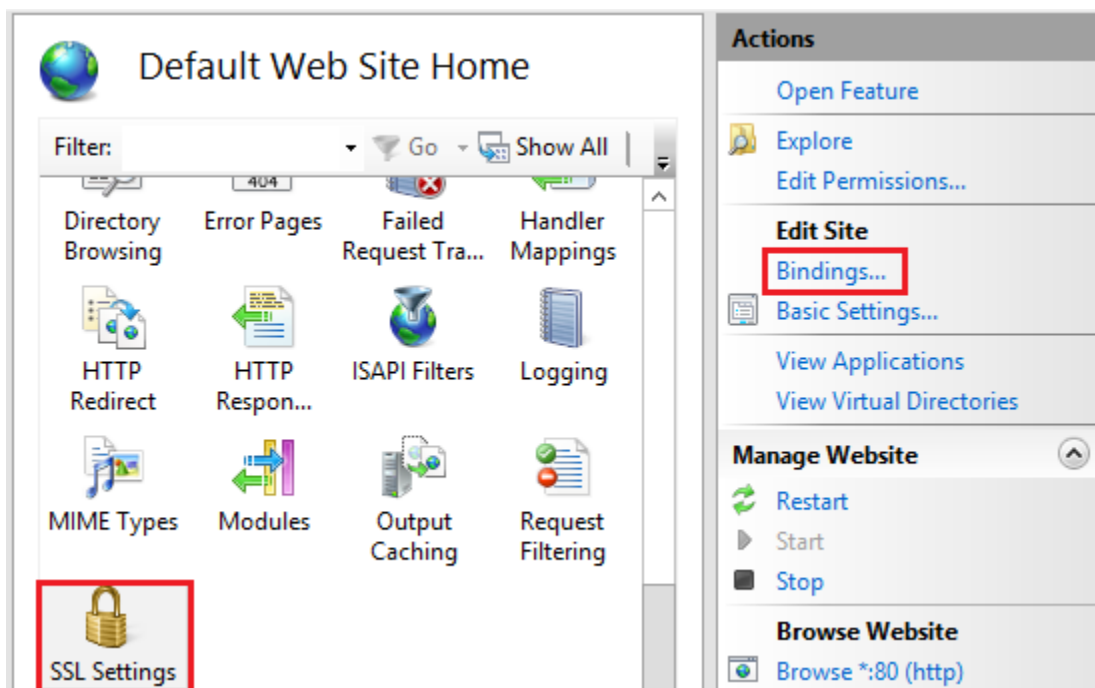 Default Web Site Home
Filter:
Go
Show All
Directory
Browsing
Error Pages
404
Failed
Request Tra...
Handler
Mappings
HTTP
Redirect
HTTP
Respon...
ISAPI Filters
Logging
MIME Types
Modules
Output
Caching
Request
Filtering
SSL Settings
Actions
Open Feature
Explore
Edit Permissions...
Edit Site
Bindings...
Basic Settings...
View Applications
View Virtual Directories
Manage Website
Restart
Start
Stop
Browse Website
Browse *:80 (http)